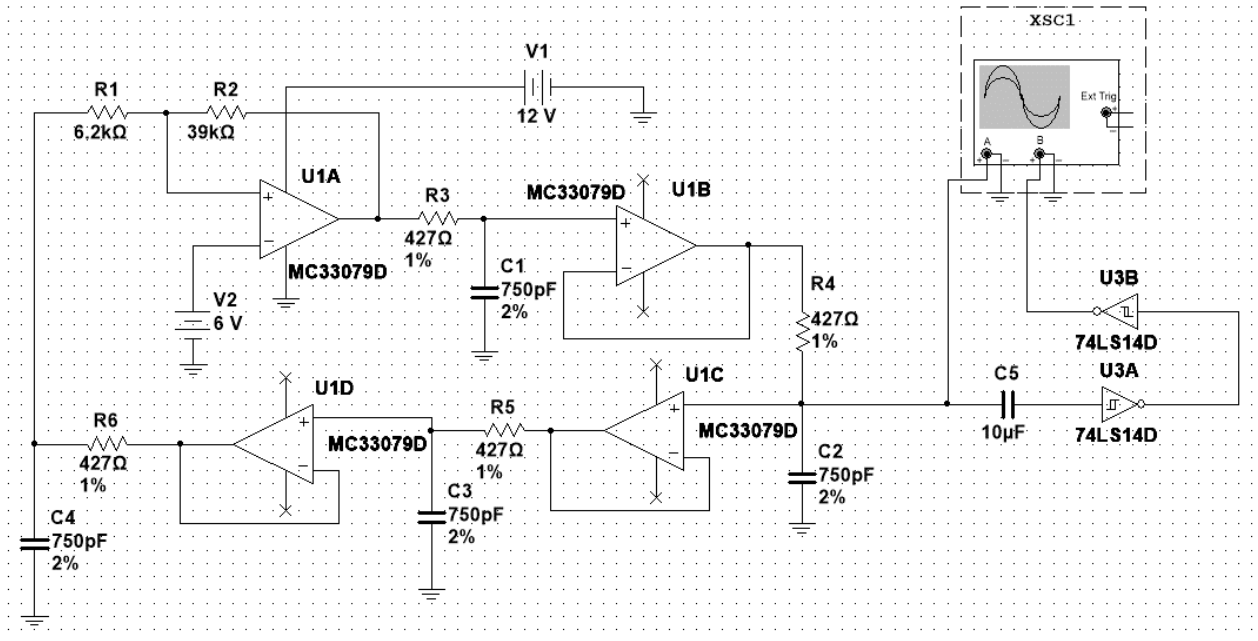 XSC1
Ext Trig
+
−
A
B
+
−
+
−
V1
12 V
R1
6.2kΩ
R2
39kΩ
U1A
+
−
MC33079D
V2
6 V
R3
427Ω
1%
C1
750pF
2%
MC33079D
U1B
+
−
R4
427Ω
1%
U3B
74LS14D
U3A
74LS14D
C5
10µF
U1C
+
−
MC33079D
C2
750pF
2%
R5
427Ω
1%
C3
750pF
2%
U1D
+
−
MC33079D
R6
427Ω
1%
C4
750pF
2%